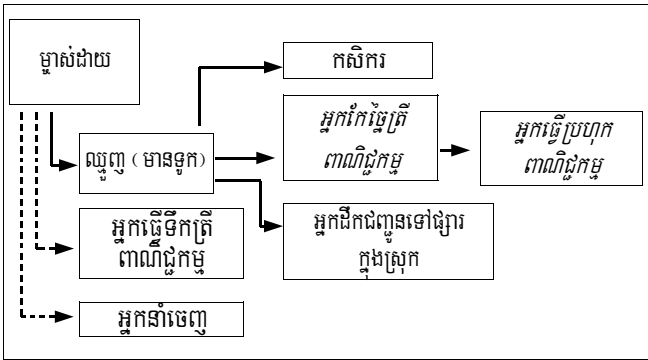 ម្ចាស់ដាយ
កសិករ
អ្នកកែច្នៃត្រី
ពាណិជ្ជកម្ម
អ្នកធ្វើប្រហុក
ពាណិជ្ជកម្ម
ឈ្មួញ ( មានទូក)
អ្នកដឹកជញ្ជូនទៅផ្សារ
ក្នុងស្រុក
អ្នកធ្វើទឹកត្រី
ពាណិជ្ជកម្ម
អ្នកនាំចេញ